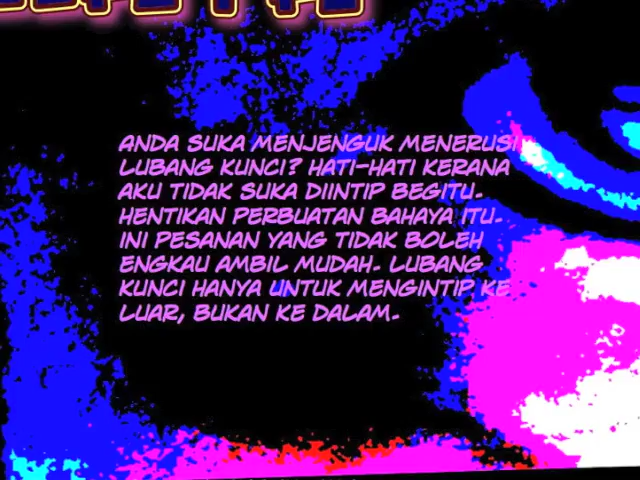 ANDA SUKA MENJENGUK MENERUSI
LUBANG KUNCI? HATI-HATI KERANA
AKU TIDAK SUKA DIINTIP BEGITU.
HENTIKAN PERBUATAN BAHAYA ITU.
INI PESANAN YANG TIDAK BOLEH
ENGKAU AMBIL MUDAH. LUBANG
KUNCI HANYA UNTUK MENGINTIP KE
LUAR, BUKAN KE DALAM.